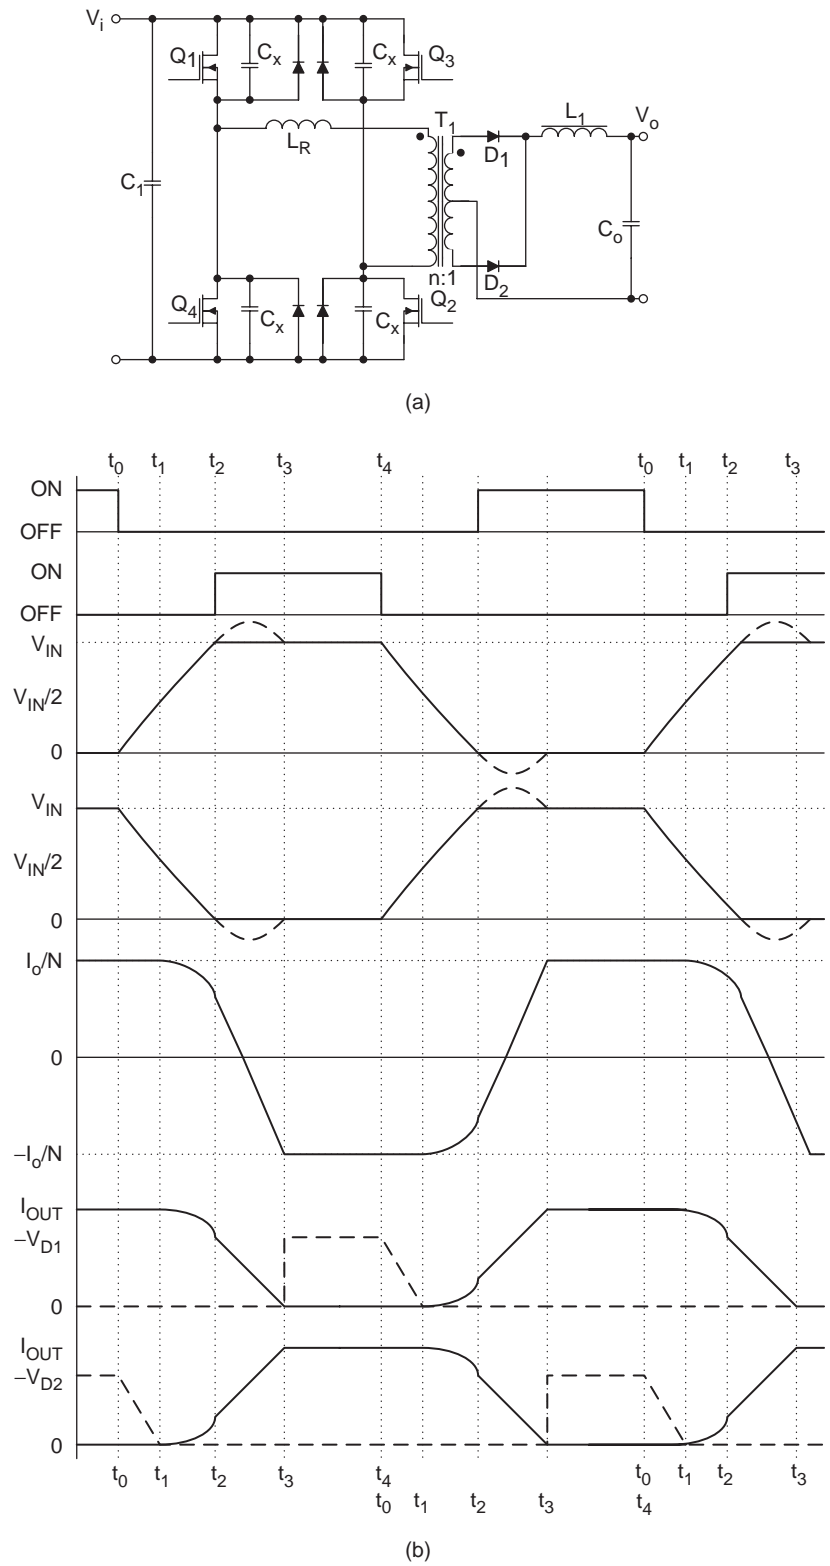 V_i
Q_1 C_x C_x Q_3
T_1 L_1 V_o
L_R D_1
C_1 C_o
n:1 D_2
Q_4 C_x C_x Q_2
(a)
t_0 t_1 t_2 t_3 t_4 t_0 t_1 t_2 t_3
ON
OFF
ON
OFF
V_IN
V_IN/2
0
V_IN
V_IN/2
0
I_o/N
0
–I_o/N
I_OUT
–V_D1
0
I_OUT
–V_D2
0
t_0 t_1 t_2 t_3 t_4 t_1 t_2 t_3 t_0 t_1 t_2 t_3
t_0 t_4
(b)